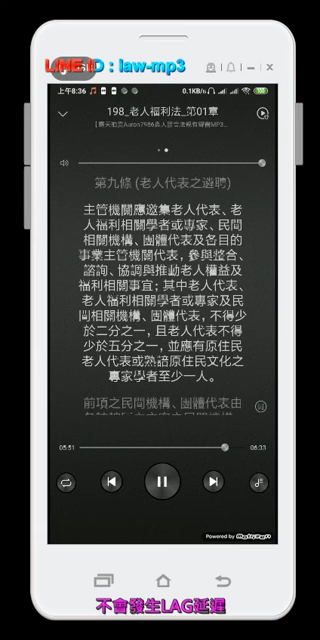 LINE ID：law-mp3
上午8:36
0.1KB/s
198_老人福利法_第01章
第九條 (老人代表之遴聘)
主管機關應邀集老人代表、老
人福利相關學者或專家、民間
相關機構、團體代表及各目的
事業主管機關代表，參與整合、
諮詢、協調與推動老人權益及
福利相關事宜；其中老人代表、
老人福利相關學者或專家及民
間相關機構、團體代表，不得少
於二分之一，且老人代表不得
少於五分之一，並應有原住民
老人代表或熟諳原住民文化之
專家學者至少一人。
前項之民間機構、團體代表由
05:51
06:33
詞
Powered by
不會發生LAG延遲